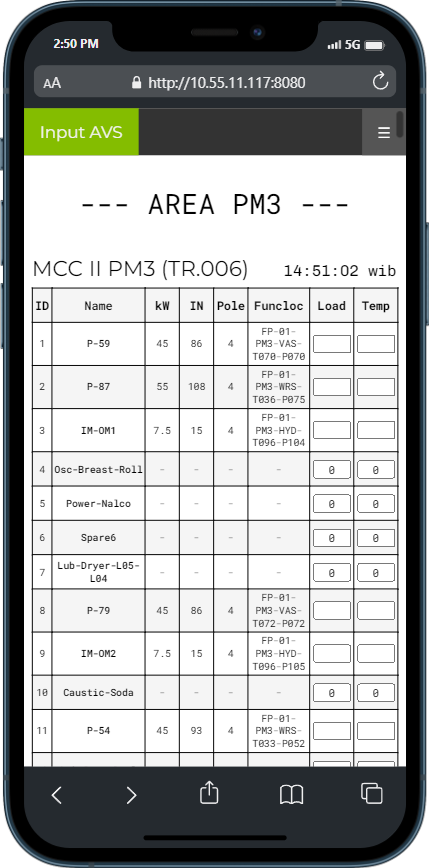 2:50 PM 5G
AA http://10.55.11.117:8080
Input AVS
--- AREA PM3 ---
MCC II PM3 (TR.006) 14:51:02 wib
ID Name kW IN Pole Funcloc Load Temp
1 P-59 45 86 4 FP-01-PM3-VAS-T070-P070
2 P-87 55 108 4 FP-01-PM3-WRS-T036-P075
3 IM-OM1 7.5 15 4 FP-01-PM3-HYD-T096-P104
4 Osc-Breast-Roll - - - - 0 0
5 Power-Nalco - - - - 0 0
6 Spare6 - - - - 0 0
7 Lub-Dryer-L05-L04 - - - - 0 0
8 P-79 45 86 4 FP-01-PM3-VAS-T072-P072
9 IM-OM2 7.5 15 4 FP-01-PM3-HYD-T096-P105
10 Caustic-Soda - - - - 0 0
11 P-54 45 93 4 FP-01-PM3-WRS-T033-P052